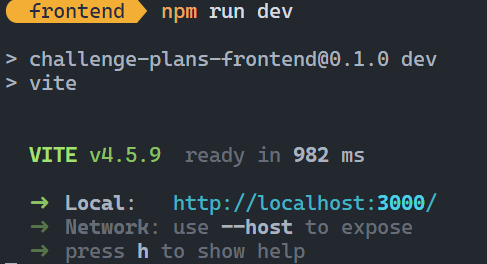 frontend npm run dev
> challenge-plans-frontend@0.1.0 dev
> vite
VITE v4.5.9 ready in 982 ms
➜ Local: http://localhost:3000/
➜ Network: use --host to expose
➜ press h to show help